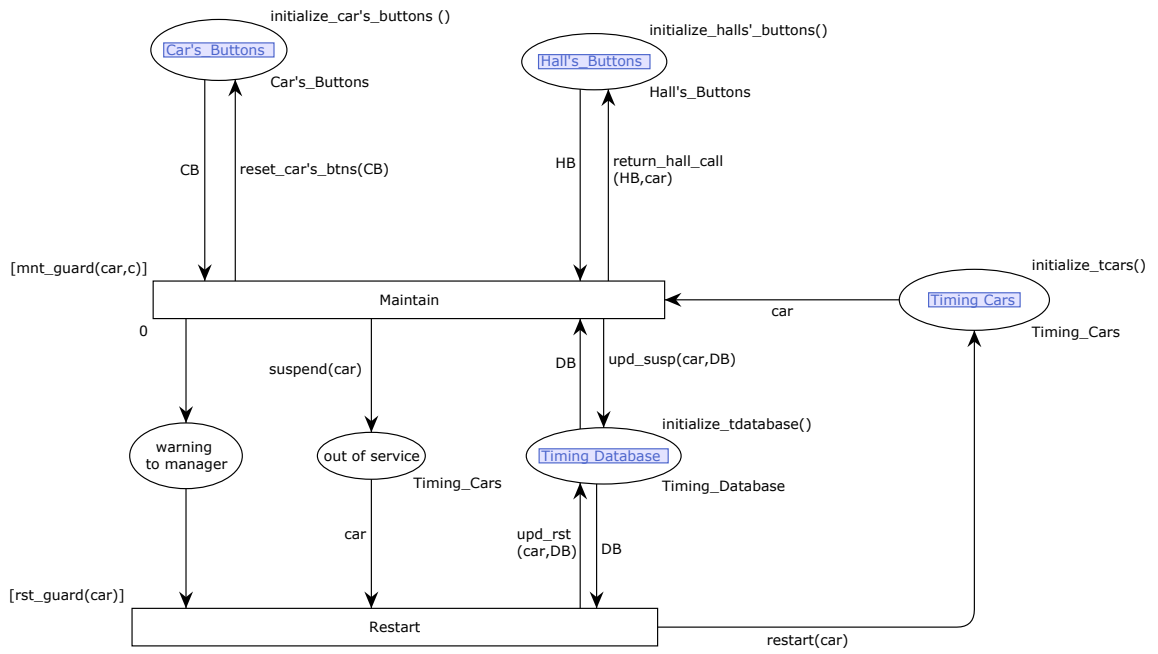 initialize_car's_buttons ()
Car's_Buttons
Car's_Buttons
initialize_halls'_buttons()
Hall's_Buttons
Hall's_Buttons
CB
reset_car's_btns(CB)
HB
return_hall_call
(HB,car)
[mnt_guard(car,c)]
Maintain
0
initialize_tcars()
Timing Cars
Timing_Cars
car
suspend(car)
DB
upd_susp(car,DB)
warning
to manager
out of service
Timing_Cars
initialize_tdatabase()
Timing Database
Timing_Database
car
upd_rst
(car,DB)
DB
[rst_guard(car)]
Restart
restart(car)